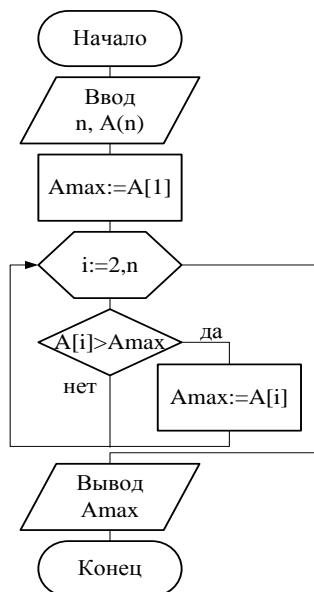 Начало
Ввод
n, A(n)
Amax:=A[1]
i:=2,n
A[i]>Amax
да
нет
Amax:=A[i]
Вывод
Amax
Конец